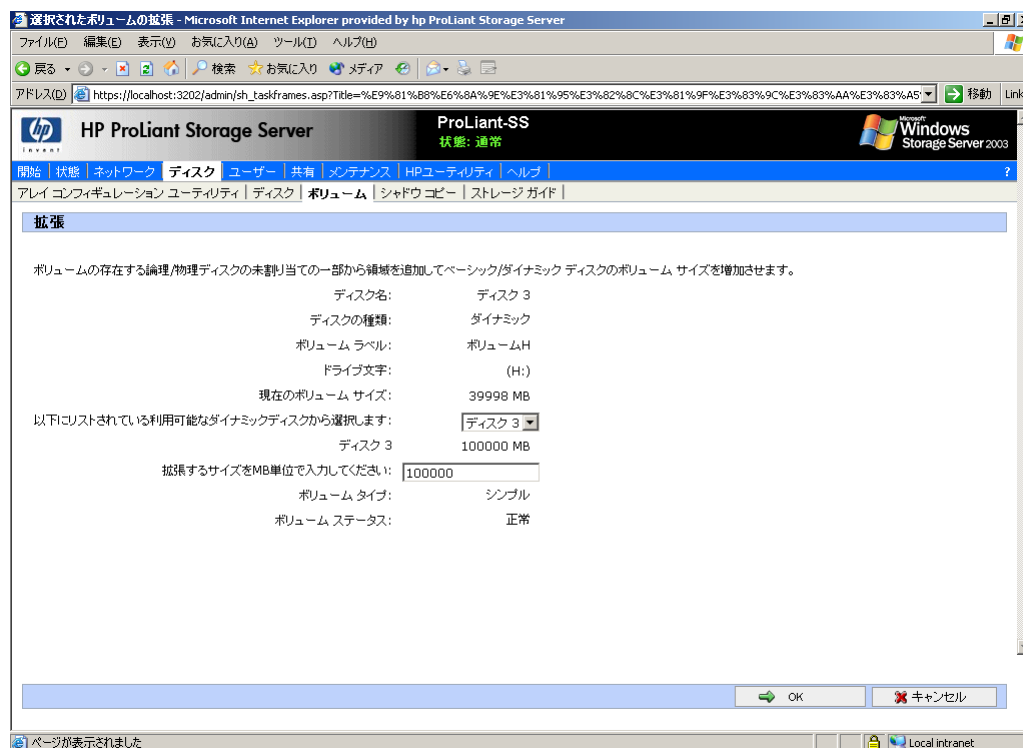 選択されたボリュームの拡張 - Microsoft Internet Explorer provided by hp ProLiant Storage Server
ファイル(F) 編集(E) 表示(V) お気に入り(A) ツール(T) ヘルプ(H)
戻る 検索 お気に入り メディア
アドレス(D) https://localhost:3202/admin/sh_taskframes.asp?Title=%E9%81%B8%E6%8A%9E%E3%81%95%E3%82%8C%E3%81%9F%E3%83%9C%E3%83%AA%E3%83%A5 移動 Link
hp invent HP ProLiant Storage Server
ProLiant-SS
状態: 通常
Microsoft Windows Storage Server 2003
開始 状態 ネットワーク ディスク ユーザー 共有 メンテナンス HPユーティリティ ヘルプ ?
アレイ コンフィギュレーション ユーティリティ ディスク ボリューム シャドウ コピー ストレージ ガイド
拡張
ボリュームの存在する論理/物理ディスクの未割り当ての一部から領域を追加してベーシック/ダイナミック ディスクのボリューム サイズを増加させます。
ディスク名: ディスク 3
ディスクの種類: ダイナミック
ボリューム ラベル: ボリュームH
ドライブ文字: (H:)
現在のボリューム サイズ: 39998 MB
以下にリストされている利用可能なダイナミックディスクから選択します: ディスク 3
ディスク 3 100000 MB
拡張するサイズをMB単位で入力してください: 100000
ボリューム タイプ: シンプル
ボリューム ステータス: 正常
OK キャンセル
ページが表示されました Local intranet